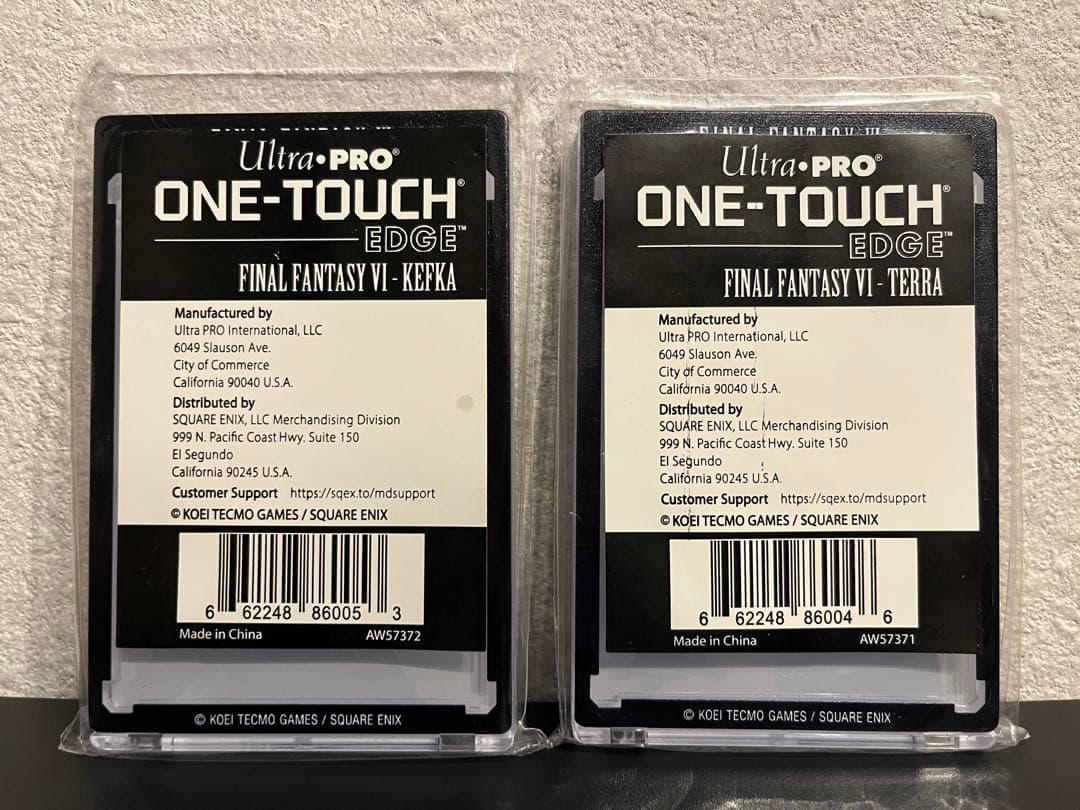 Ultra•PRO®
ONE-TOUCH®
EDGE™
FINAL FANTASY VI - KEFKA
Manufactured by
Ultra PRO International, LLC
6049 Slauson Ave.
City of Commerce
California 90040 U.S.A.
Distributed by
SQUARE ENIX, LLC Merchandising Division
999 N. Pacific Coast Hwy. Suite 150
El Segundo
California 90245 U.S.A.
Customer Support https://sqex.to/mdsupport
© KOEI TECMO GAMES / SQUARE ENIX
6 62248 86005 3
Made in China AW57372
© KOEI TECMO GAMES / SQUARE ENIX
FINAL FANTASY VI
Ultra•PRO®
ONE-TOUCH®
EDGE™
FINAL FANTASY VI - TERRA
Manufactured by
Ultra PRO International, LLC
6049 Slauson Ave.
City of Commerce
California 90040 U.S.A.
Distributed by
SQUARE ENIX, LLC Merchandising Division
999 N. Pacific Coast Hwy. Suite 150
El Segundo
California 90245 U.S.A.
Customer Support https://sqex.to/mdsupport
© KOEI TECMO GAMES / SQUARE ENIX
6 62248 86004 6
Made in China AW57371
© KOEI TECMO GAMES / SQUARE ENIX